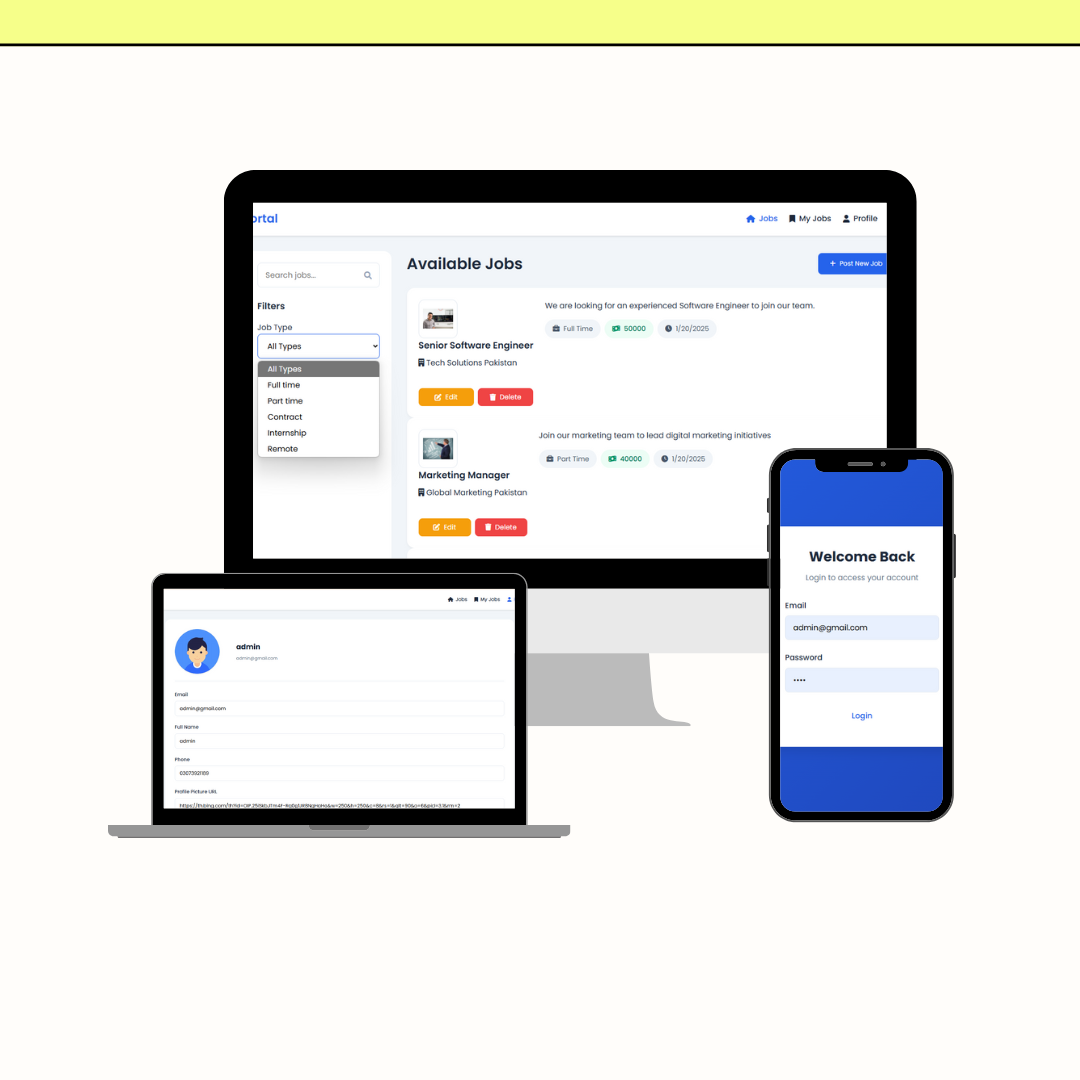 ortal
Jobs
My Jobs
Profile
Search jobs...
Filters
Job Type
All Types
All Types
Full time
Part time
Contract
Internship
Remote
Available Jobs
+ Post New Job
We are looking for an experienced Software Engineer to join our team.
Full Time
50000
1/20/2025
Senior Software Engineer
Tech Solutions Pakistan
Edit
Delete
Join our marketing team to lead digital marketing initiatives
Part Time
40000
1/20/2025
Marketing Manager
Global Marketing Pakistan
Edit
Delete
Jobs
My Jobs
admin
admin@gmail.com
Email
admin@gmail.com
Full Name
admin
Phone
Profile Picture URL
Welcome Back
Login to access your account
Email
admin@gmail.com
Password
••••
Login